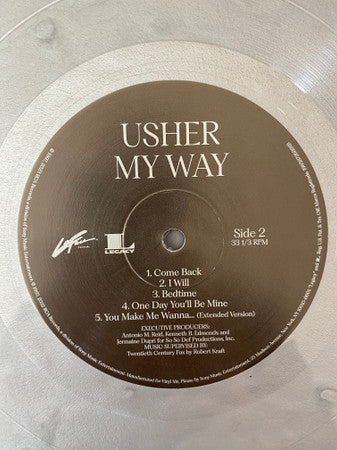 USHER
MY WAY
LaFace
LEGACY
Side 2
33 1/3 RPM
1. Come Back
2. I Will
3. Bedtime
4. One Day You'll Be Mine
5. You Make Me Wanna... (Extended Version)
EXECUTIVE PRODUCERS:
Antonio M. Reid, Kenneth B. Edmonds and
Jermaine Dupri for So So Def Productions, Inc.
MUSIC SUPERVISED BY:
Twentieth Century Fox by Robert Kraft